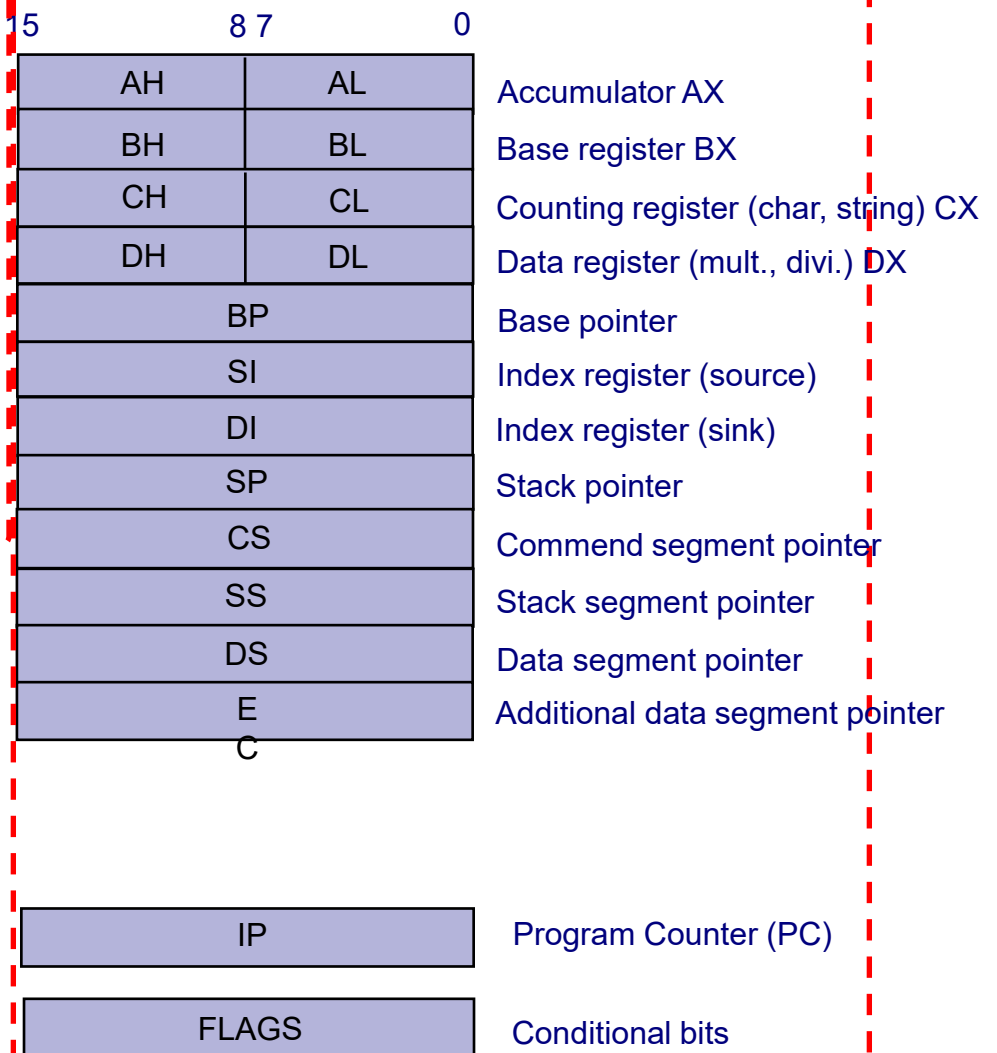 15 8 7 0
AH AL Accumulator AX
BH BL Base register BX
CH CL Counting register (char, string) CX
DH DL Data register (mult., divi.) DX
BP Base pointer
SI Index register (source)
DI Index register (sink)
SP Stack pointer
CS Commend segment pointer
SS Stack segment pointer
DS Data segment pointer
E Additional data segment pointer
C
IP Program Counter (PC)
FLAGS Conditional bits